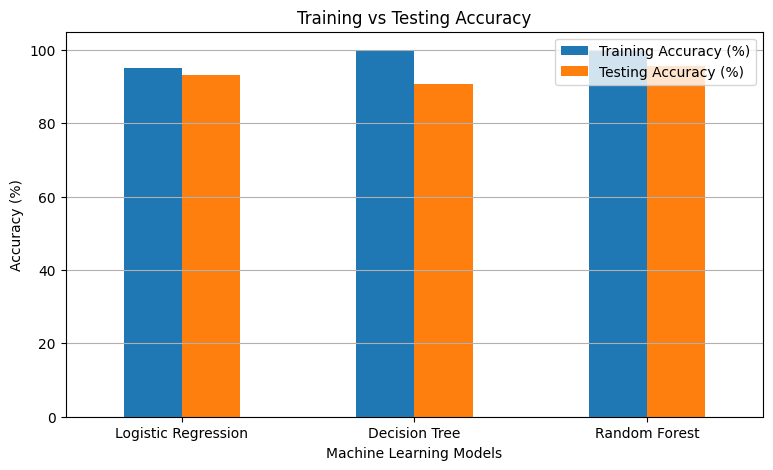 Training vs Testing Accuracy
Training Accuracy (%)
Testing Accuracy (%)
Accuracy (%)
100
80
60
40
20
0
Logistic Regression
Decision Tree
Random Forest
Machine Learning Models